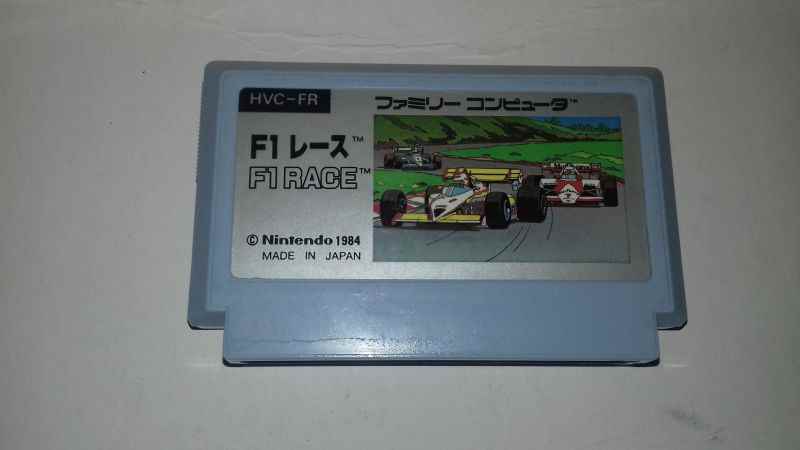 HVC-FR
ファミリー コンピュータ™
F1 レース™
F1 RACE™
© Nintendo 1984
MADE IN JAPAN